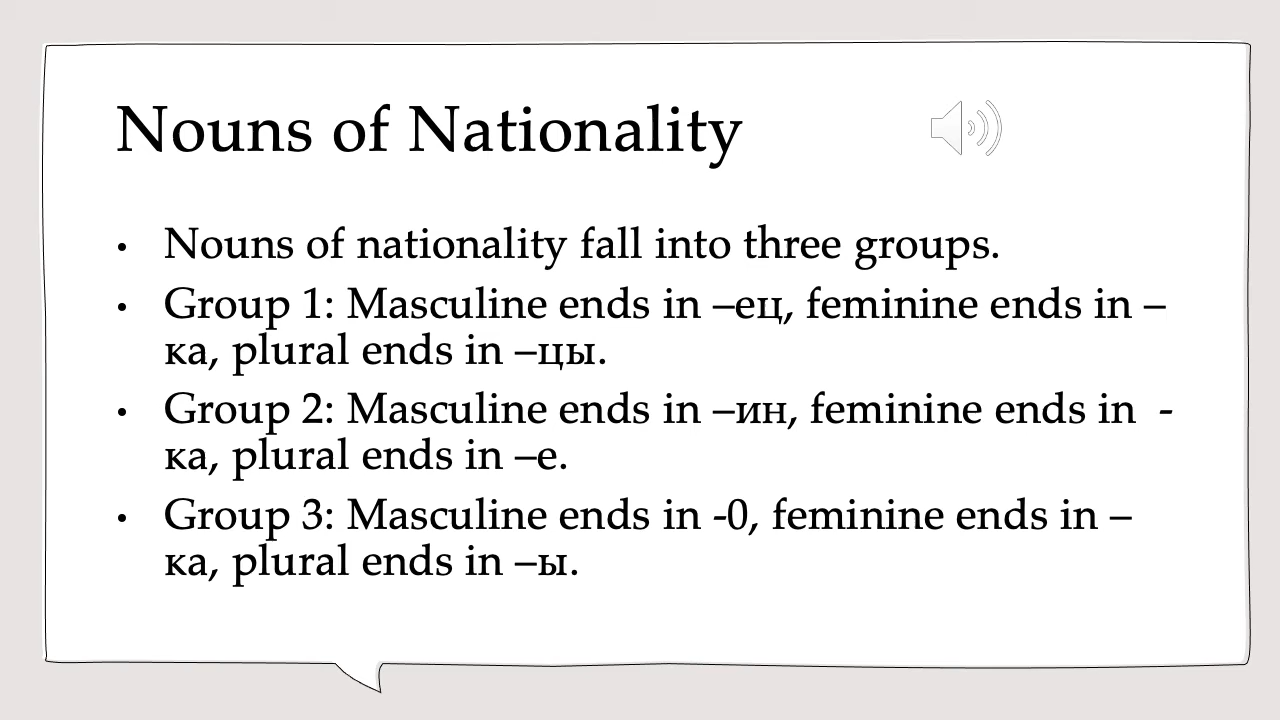 Nouns of Nationality
• Nouns of nationality fall into three groups.
• Group 1: Masculine ends in –ец, feminine ends in –
ка, plural ends in –цы.
• Group 2: Masculine ends in –ин, feminine ends in  -
ка, plural ends in –е.
• Group 3: Masculine ends in -0, feminine ends in –
ка, plural ends in –ы.